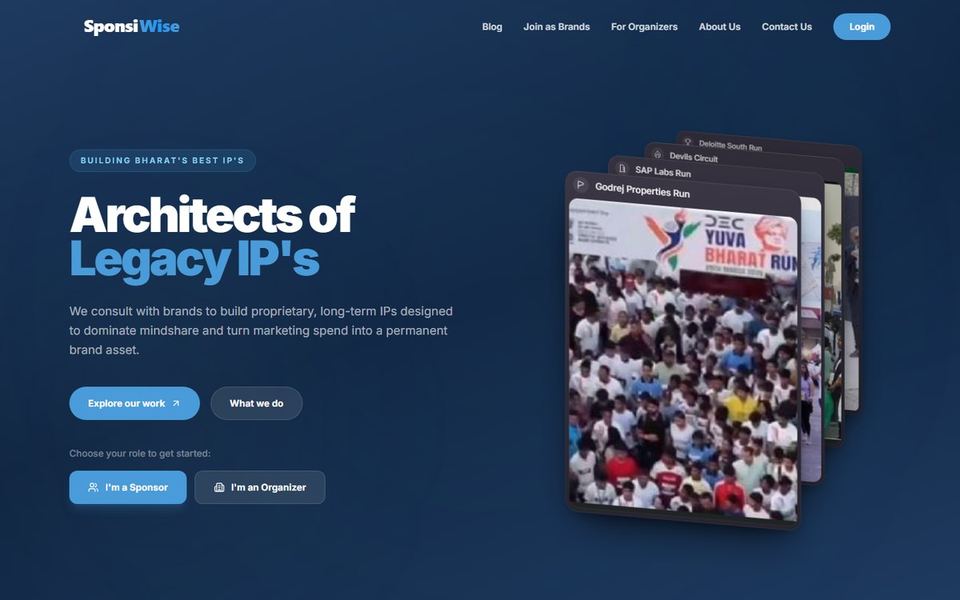 SponsiWise
Blog
Join as Brands
For Organizers
About Us
Contact Us
Login
BUILDING BHARAT'S BEST IP'S
Architects of
Legacy IP's
We consult with brands to build proprietary, long-term IPs designed
to dominate mindshare and turn marketing spend into a permanent
brand asset.
Explore our work
What we do
Choose your role to get started:
I'm a Sponsor
I'm an Organizer
Deloitte South Run
Devils Circuit
SAP Labs Run
Godrej Properties Run
DEC
YUVA
BHARAT RUN